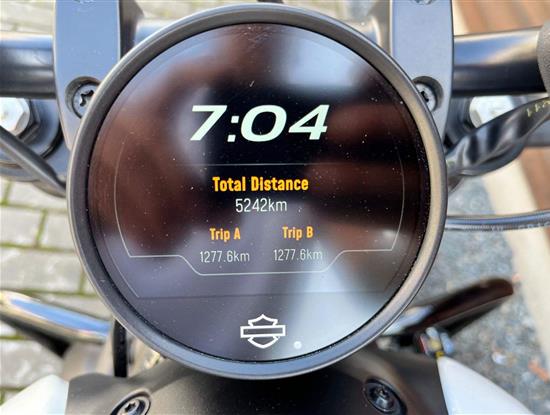 7:04
Total Distance
5242km
Trip A Trip B
1277.6km 1277.6km